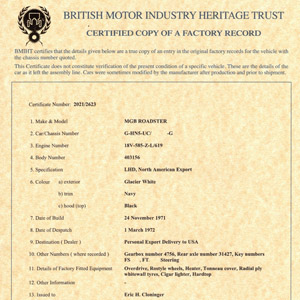 BRITISH MOTOR INDUSTRY HERITAGE TRUST
CERTIFIED COPY OF A FACTORY RECORD
BMIHT certifies that the details given below are a true copy of an entry in the original factory records for the vehicle with
the chassis number quoted.
This Certificate does not constitute verification of the present condition of a specific vehicle. These are the details of the
car as it left the assembly line. Cars were sometimes modified by the manufacturer after production and prior to shipment.
Certificate Number: 2021/2623
1. Make & Model MGB ROADSTER
2. Car/Chassis Number G-HN5-UC/ -G
3. Engine Number 18V-585-Z-L/619
4. Body Number 403156
5. Specification LHD, North American Export
6. Colour a) exterior Glacier White
b) trim Navy
c) hood (top) Black
7. Date of Build 24 November 1971
8. Date of Despatch 1 March 1972
9. Destination ( Dealer ) Personal Export Delivery to USA
10. Other Numbers ( where recorded ) Gearbox number 4756, Rear axle number 31427, Key numbers
FS , FT. Steering
11. Details of Factory Fitted Equipment Overdrive, Rostyle wheels, Heater, Tonneau cover, Radial ply
whitewall tyres, Cigar lighter, Hardtop
12. Other Information -
13. Issued to Eric H. Cloninger